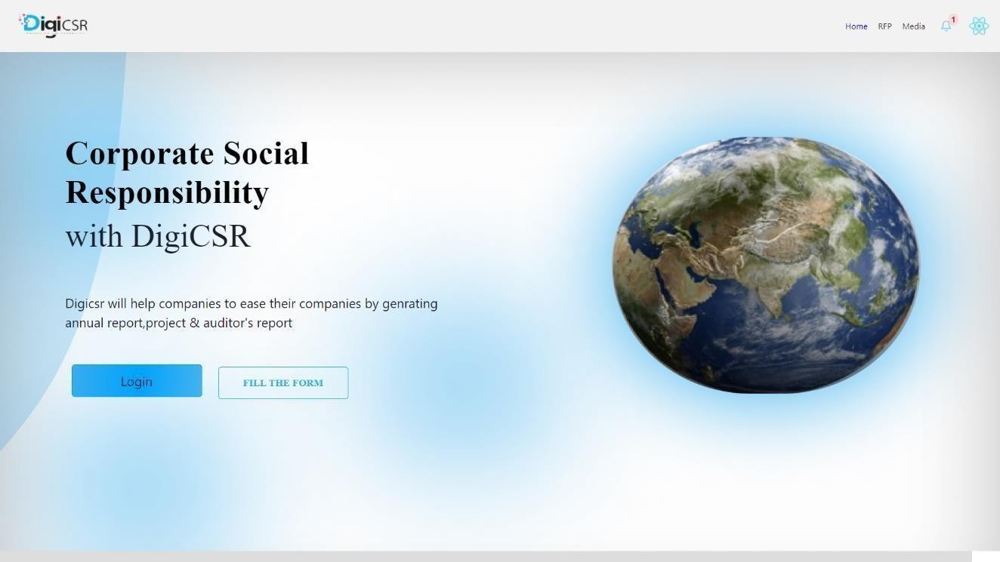 DigiCSR
Home RFP Media 1
Corporate Social
Responsibility
with DigiCSR
Digicsr will help companies to ease their companies by genrating
annual report,project & auditor's report
Login FILL THE FORM